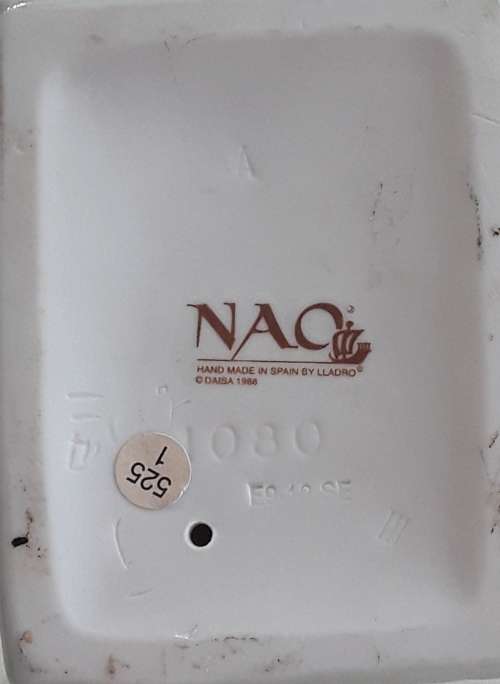 A
NAO®
HAND MADE IN SPAIN BY LLADRO®
© DAISA 1988
1080
525
1